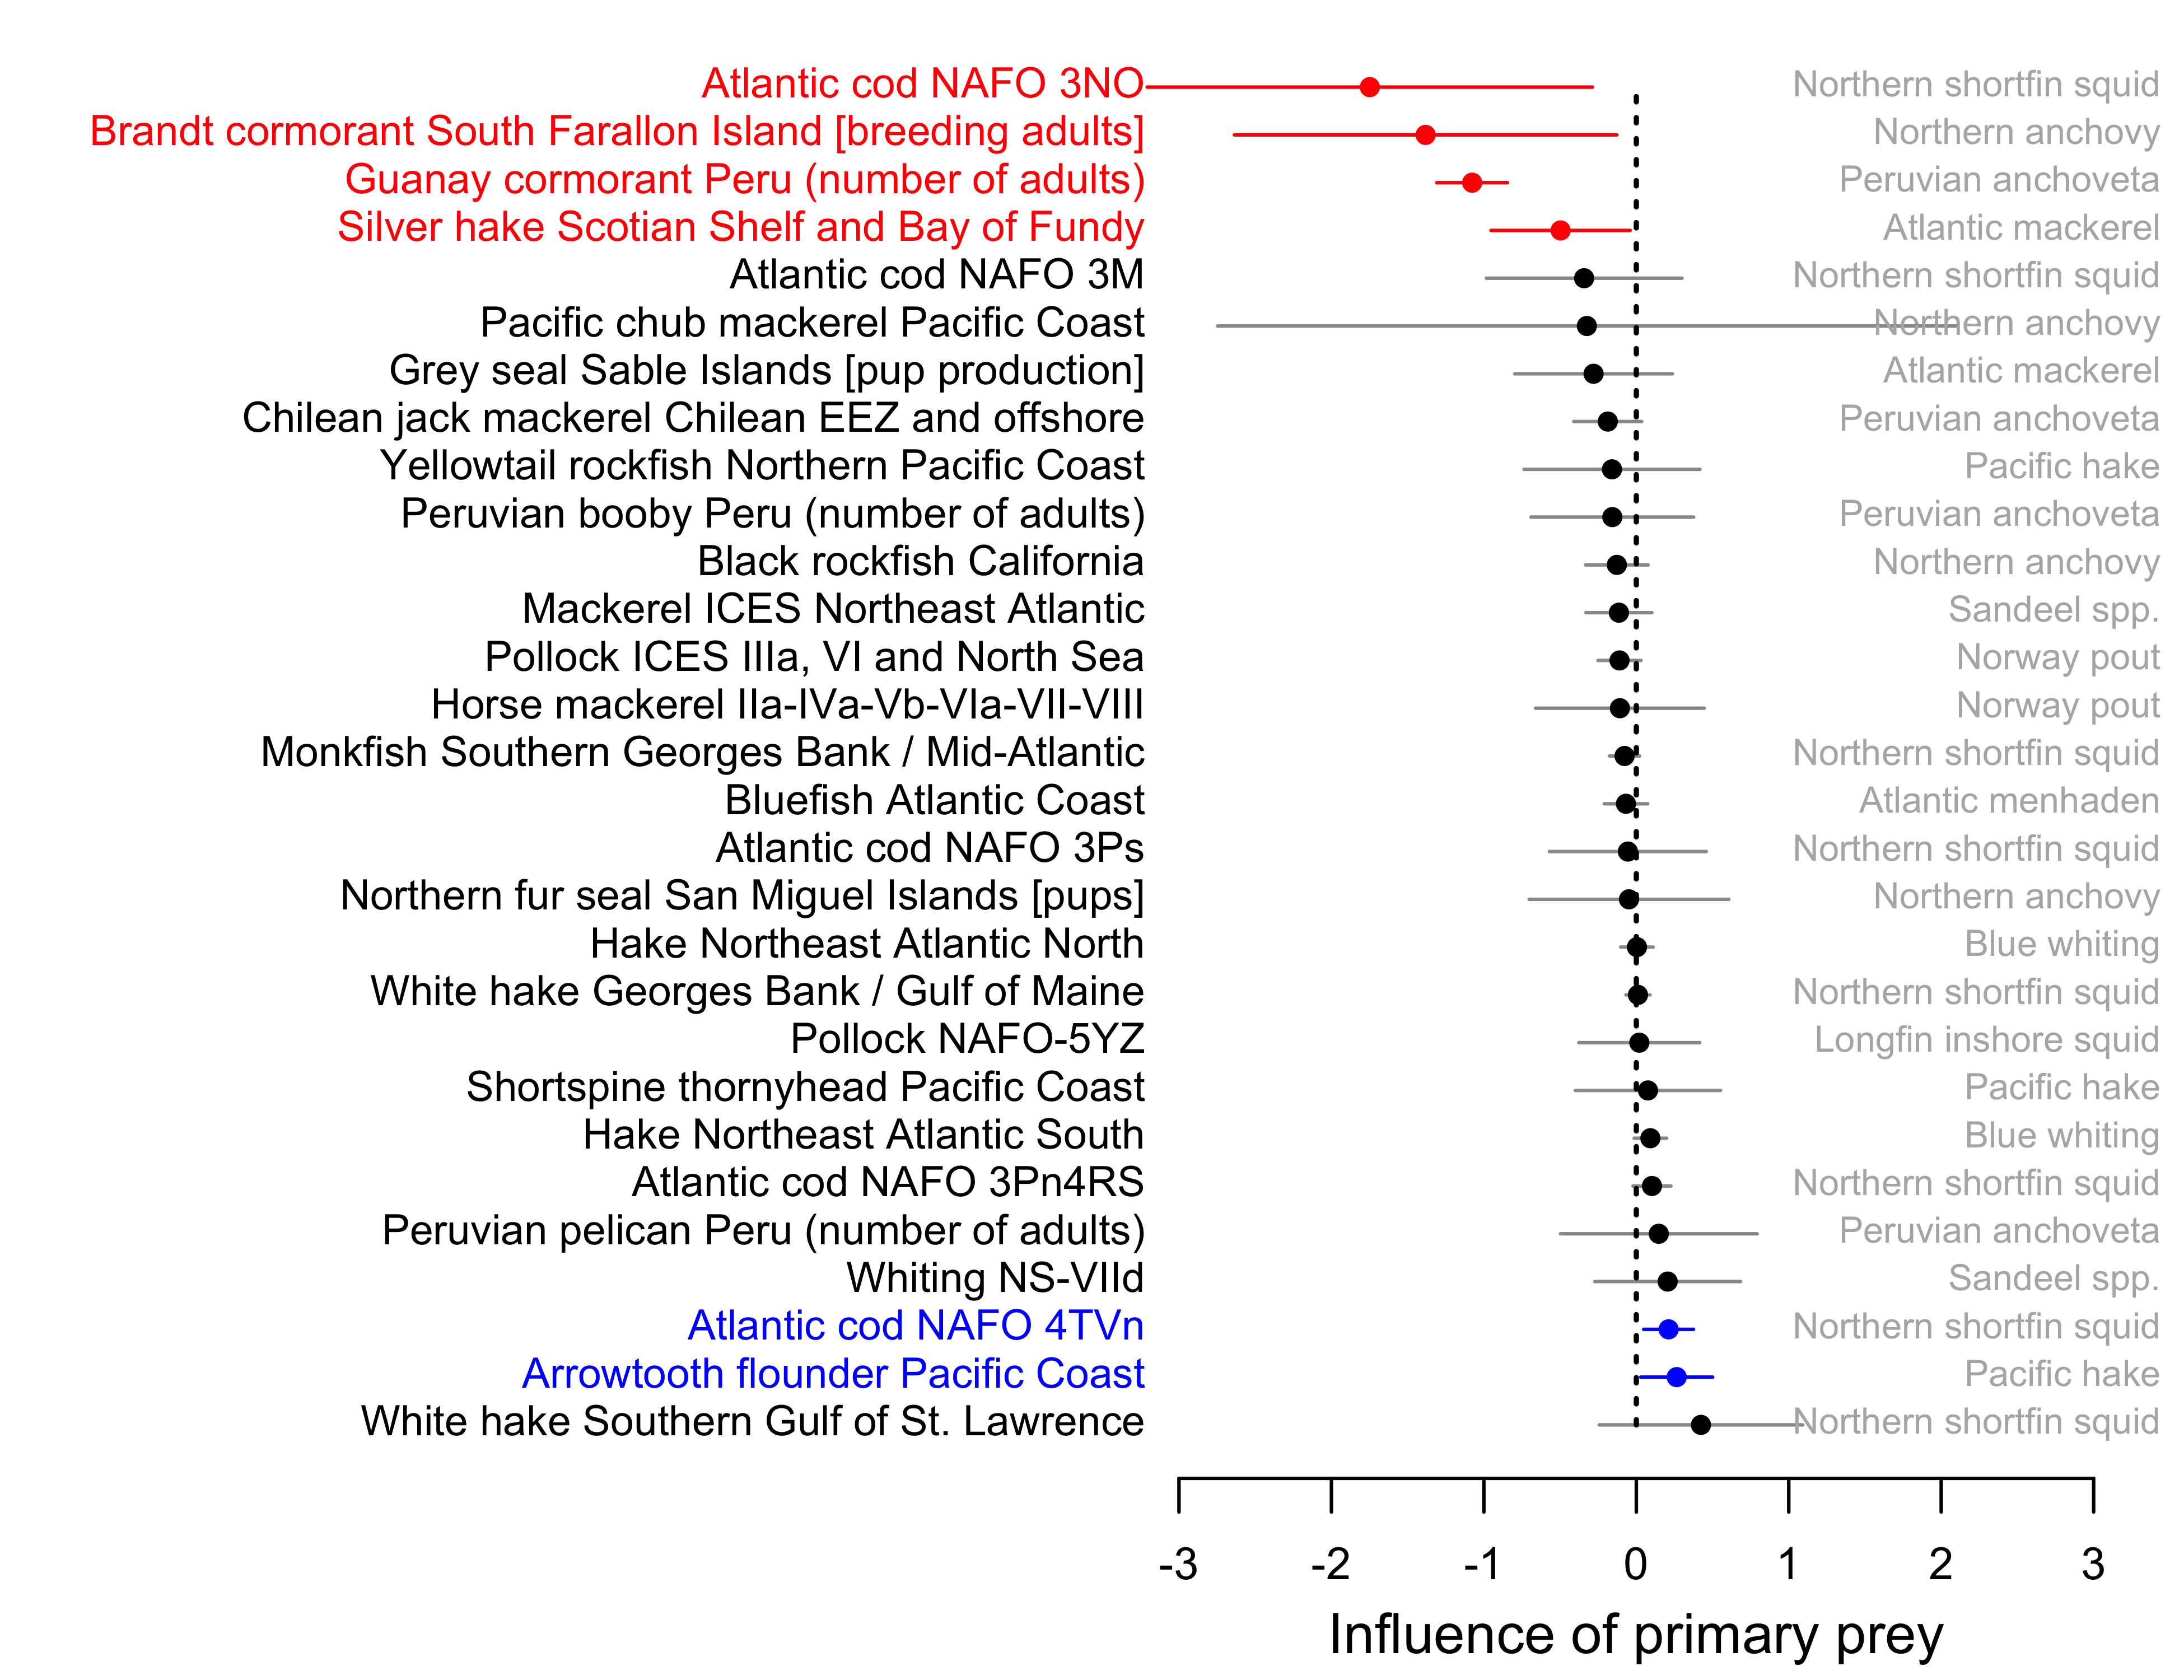 Atlantic cod NAFO 3NO Northern shortfin squid
Brandt cormorant South Farallon Island [breeding adults] Northern anchovy
Guanay cormorant Peru (number of adults) Peruvian anchoveta
Silver hake Scotian Shelf and Bay of Fundy Atlantic mackerel
Atlantic cod NAFO 3M Northern shortfin squid
Pacific chub mackerel Pacific Coast Northern anchovy
Grey seal Sable Islands [pup production] Atlantic mackerel
Chilean jack mackerel Chilean EEZ and offshore Peruvian anchoveta
Yellowtail rockfish Northern Pacific Coast Pacific hake
Peruvian booby Peru (number of adults) Peruvian anchoveta
Black rockfish California Northern anchovy
Mackerel ICES Northeast Atlantic Sandeel spp.
Pollock ICES IIIa, VI and North Sea Norway pout
Horse mackerel IIa-IVa-Vb-VIa-VII-VIII Norway pout
Monkfish Southern Georges Bank / Mid-Atlantic Northern shortfin squid
Bluefish Atlantic Coast Atlantic menhaden
Atlantic cod NAFO 3Ps Northern shortfin squid
Northern fur seal San Miguel Islands [pups] Northern anchovy
Hake Northeast Atlantic North Blue whiting
White hake Georges Bank / Gulf of Maine Northern shortfin squid
Pollock NAFO-5YZ Longfin inshore squid
Shortspine thornyhead Pacific Coast Pacific hake
Hake Northeast Atlantic South Blue whiting
Atlantic cod NAFO 3Pn4RS Northern shortfin squid
Peruvian pelican Peru (number of adults) Peruvian anchoveta
Whiting NS-VIId Sandeel spp.
Atlantic cod NAFO 4TVn Northern shortfin squid
Arrowtooth flounder Pacific Coast Pacific hake
White hake Southern Gulf of St. Lawrence Northern shortfin squid
-3 -2 -1 0 1 2 3
Influence of primary prey